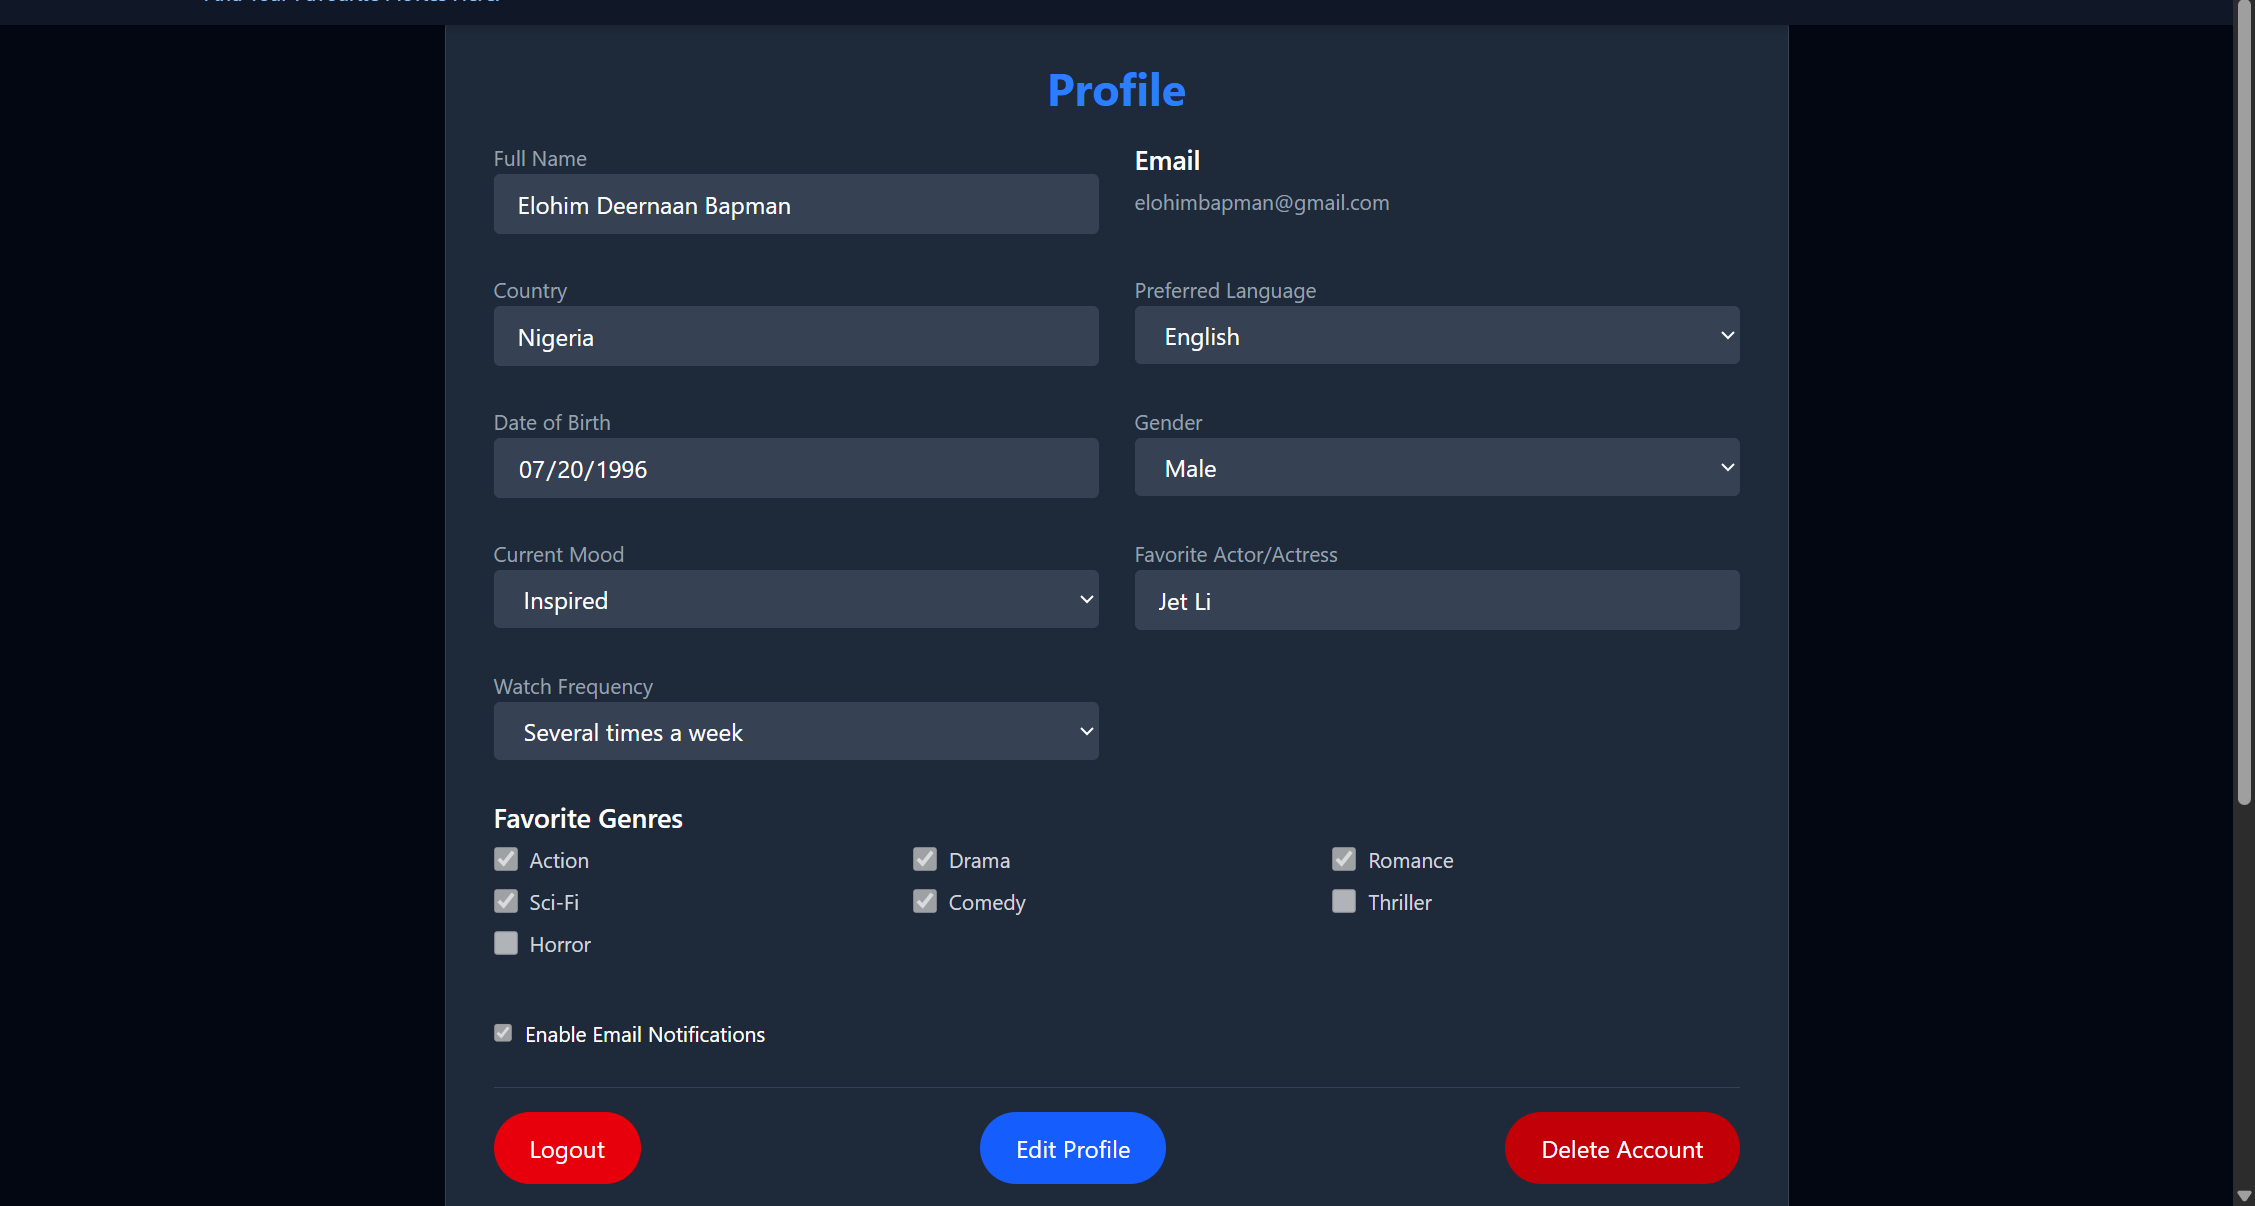 Profile
Full Name
Elohim Deernaan Bapman
Email
elohimbapman@gmail.com
Country
Nigeria
Preferred Language
English
Date of Birth
07/20/1996
Gender
Male
Current Mood
Inspired
Favorite Actor/Actress
Jet Li
Watch Frequency
Several times a week
Favorite Genres
Action
Drama
Romance
Sci-Fi
Comedy
Thriller
Horror
Enable Email Notifications
Logout
Edit Profile
Delete Account